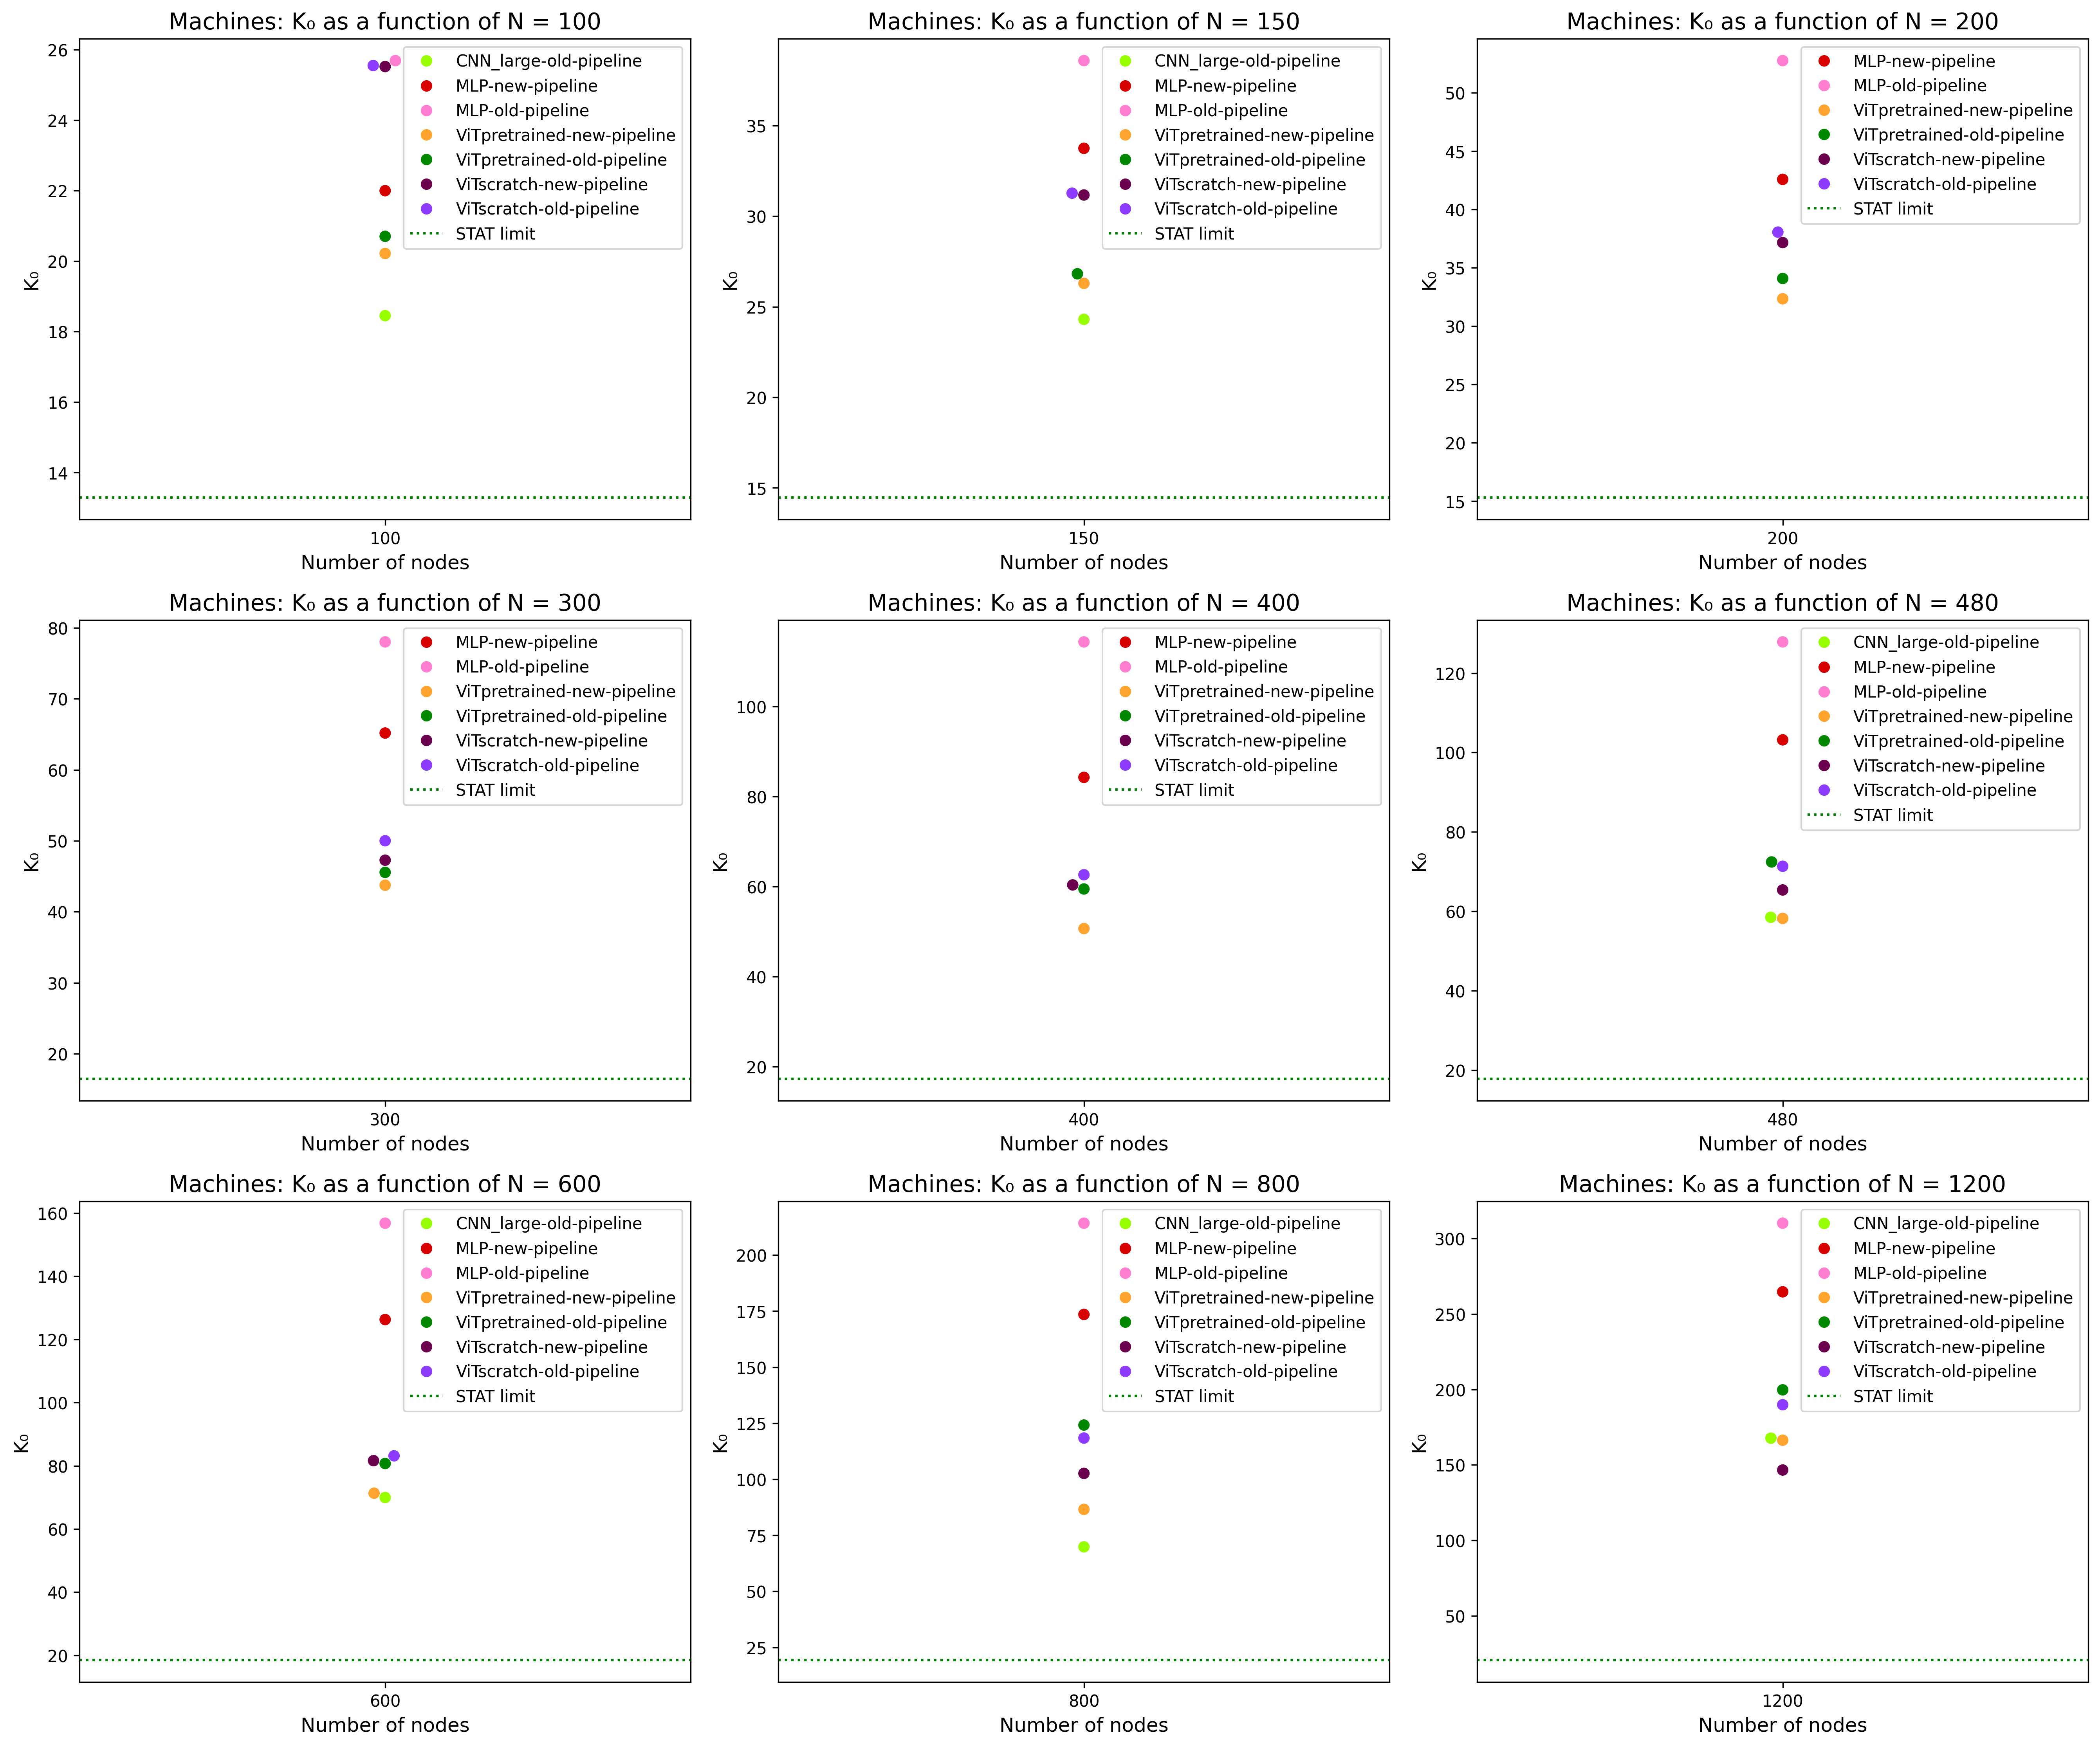 Machines: K₀ as a function of N = 100
26
24
22
20
18
16
14
K₀
100
Number of nodes
CNN_large-old-pipeline
MLP-new-pipeline
MLP-old-pipeline
ViTpretrained-new-pipeline
ViTpretrained-old-pipeline
ViTscratch-new-pipeline
ViTscratch-old-pipeline
STAT limit
Machines: K₀ as a function of N = 150
35
30
25
20
15
K₀
150
Number of nodes
CNN_large-old-pipeline
MLP-new-pipeline
MLP-old-pipeline
ViTpretrained-new-pipeline
ViTpretrained-old-pipeline
ViTscratch-new-pipeline
ViTscratch-old-pipeline
STAT limit
Machines: K₀ as a function of N = 200
50
45
40
35
30
25
20
15
K₀
200
Number of nodes
MLP-new-pipeline
MLP-old-pipeline
ViTpretrained-new-pipeline
ViTpretrained-old-pipeline
ViTscratch-new-pipeline
ViTscratch-old-pipeline
STAT limit
Machines: K₀ as a function of N = 300
80
70
60
50
40
30
20
K₀
300
Number of nodes
MLP-new-pipeline
MLP-old-pipeline
ViTpretrained-new-pipeline
ViTpretrained-old-pipeline
ViTscratch-new-pipeline
ViTscratch-old-pipeline
STAT limit
Machines: K₀ as a function of N = 400
100
80
60
40
20
K₀
400
Number of nodes
MLP-new-pipeline
MLP-old-pipeline
ViTpretrained-new-pipeline
ViTpretrained-old-pipeline
ViTscratch-new-pipeline
ViTscratch-old-pipeline
STAT limit
Machines: K₀ as a function of N = 480
120
100
80
60
40
20
K₀
480
Number of nodes
CNN_large-old-pipeline
MLP-new-pipeline
MLP-old-pipeline
ViTpretrained-new-pipeline
ViTpretrained-old-pipeline
ViTscratch-new-pipeline
ViTscratch-old-pipeline
STAT limit
Machines: K₀ as a function of N = 600
160
140
120
100
80
60
40
20
K₀
600
Number of nodes
CNN_large-old-pipeline
MLP-new-pipeline
MLP-old-pipeline
ViTpretrained-new-pipeline
ViTpretrained-old-pipeline
ViTscratch-new-pipeline
ViTscratch-old-pipeline
STAT limit
Machines: K₀ as a function of N = 800
200
175
150
125
100
75
50
25
K₀
800
Number of nodes
CNN_large-old-pipeline
MLP-new-pipeline
MLP-old-pipeline
ViTpretrained-new-pipeline
ViTpretrained-old-pipeline
ViTscratch-new-pipeline
ViTscratch-old-pipeline
STAT limit
Machines: K₀ as a function of N = 1200
300
250
200
150
100
50
K₀
1200
Number of nodes
CNN_large-old-pipeline
MLP-new-pipeline
MLP-old-pipeline
ViTpretrained-new-pipeline
ViTpretrained-old-pipeline
ViTscratch-new-pipeline
ViTscratch-old-pipeline
STAT limit